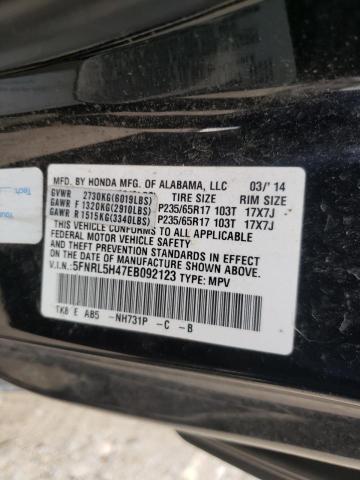 Tech:
MFD. BY HONDA MFG. OF ALABAMA, LLC 03/'14
GVWR 2730KG(6019LBS) TIRE SIZE RIM SIZE
GAWR F 1320KG(2910LBS) P235/65R17 103T 17X7J
GAWR R 1515KG(3340LBS) P235/65R17 103T 17X7J
THIS VEHICLE CONFORMS TO ALL APPLICABLE
FEDERAL MOTOR VEHICLE SAFETY AND
THEFT PREVENTION STANDARDS IN EFFECT ON
THE DATE OF MANUFACTURE SHOWN ABOVE.
V.I.N: 5FNRL5H47EB092123 TYPE: MPV
TK8 E AB5 -NH731P -C -B